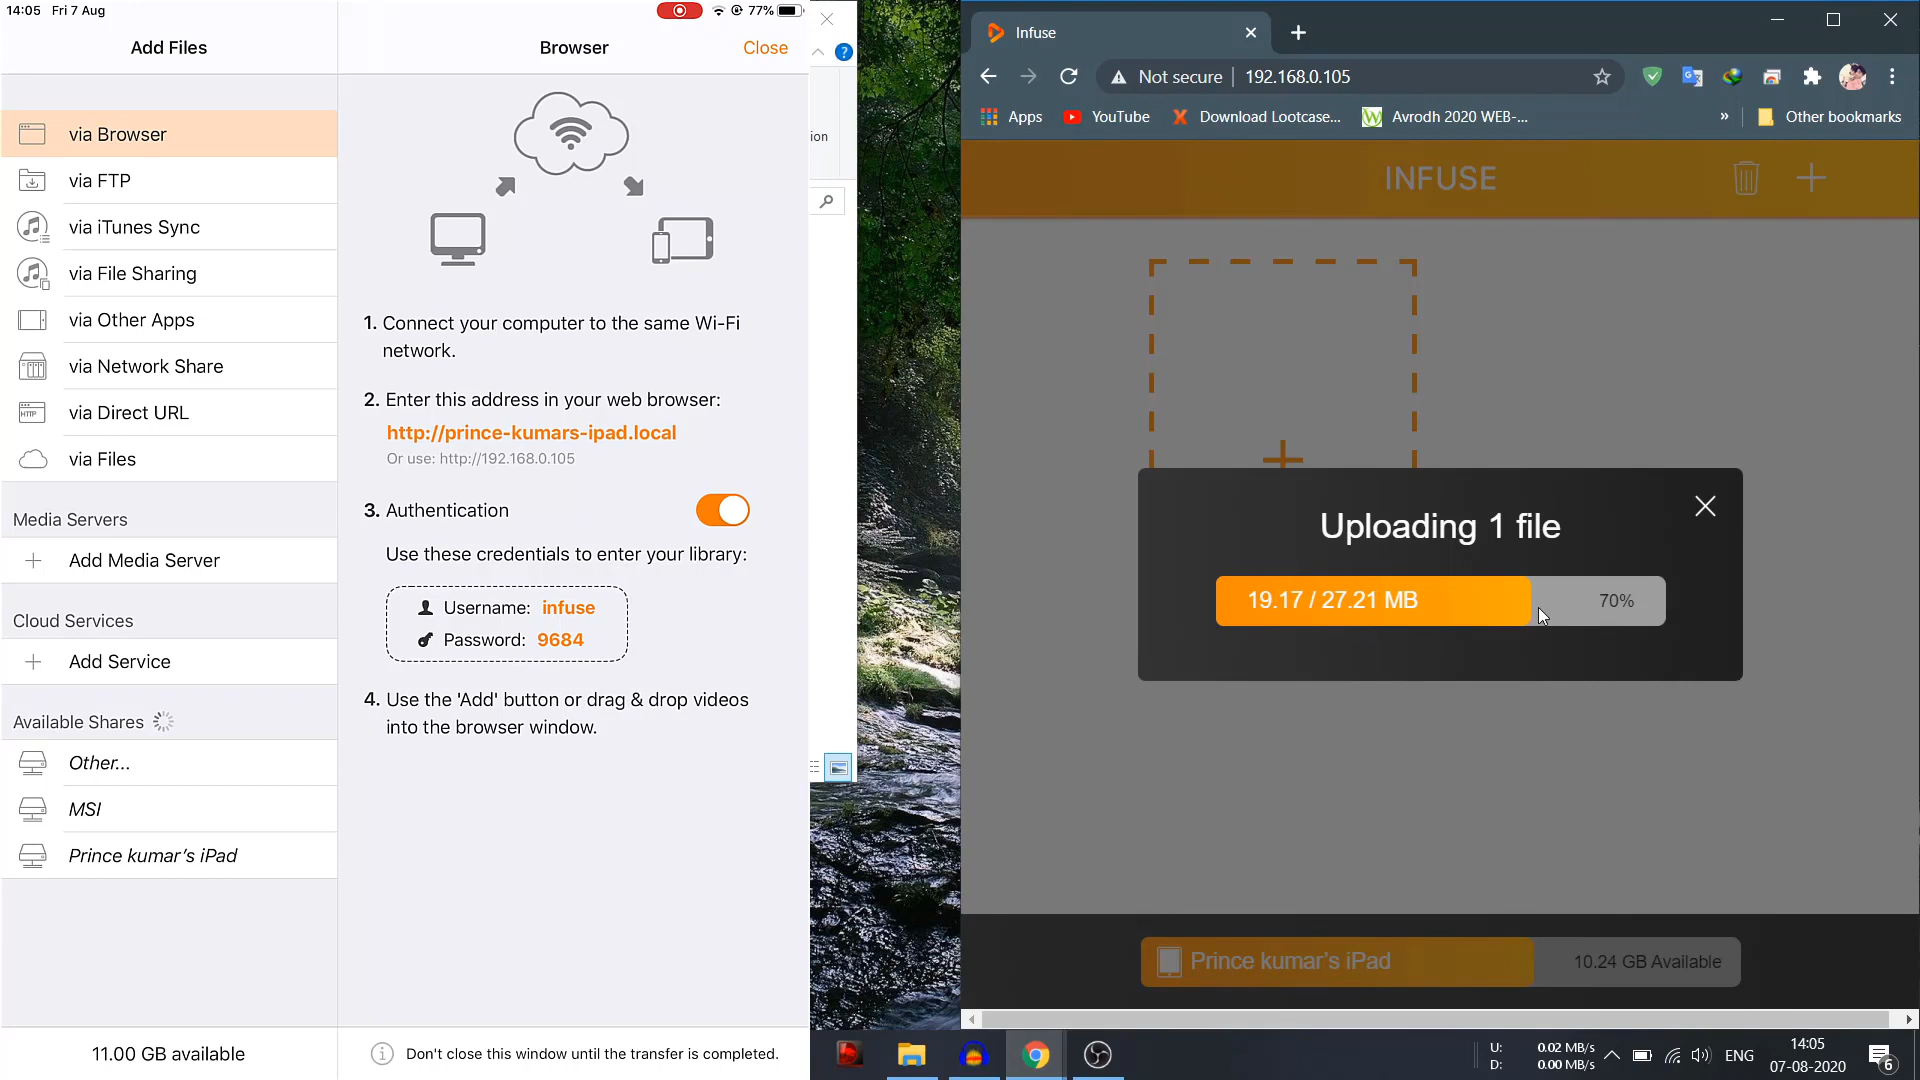 14:05 Fri 7 Aug
77%
Add Files
Browser
Close
via Browser
via FTP
via iTunes Sync
via File Sharing
via Other Apps
via Network Share
HTTP
via Direct URL
via Files
Media Servers
Add Media Server
Cloud Services
Add Service
Available Shares
Other...
MSI
Prince kumar's iPad
11.00 GB available
1. Connect your computer to the same Wi-Fi
network.
2. Enter this address in your web browser:
http://prince-kumars-ipad.local
Or use: http://192.168.0.105
3. Authentication
Use these credentials to enter your library:
Username: infuse
Password: 9684
4. Use the 'Add' button or drag & drop videos
into the browser window.
Don't close this window until the transfer is completed.
ion
Infuse
Not secure 192.168.0.105
Apps
YouTube
Download Lootcase...
Avrodh 2020 WEB-...
»
Other bookmarks
INFUSE
Uploading 1 file
19.17 / 27.21 MB
70%
Prince kumar's iPad
10.24 GB Available
U: 0.02 MB/s
D: 0.00 MB/s
ENG
14:05
07-08-2020
6